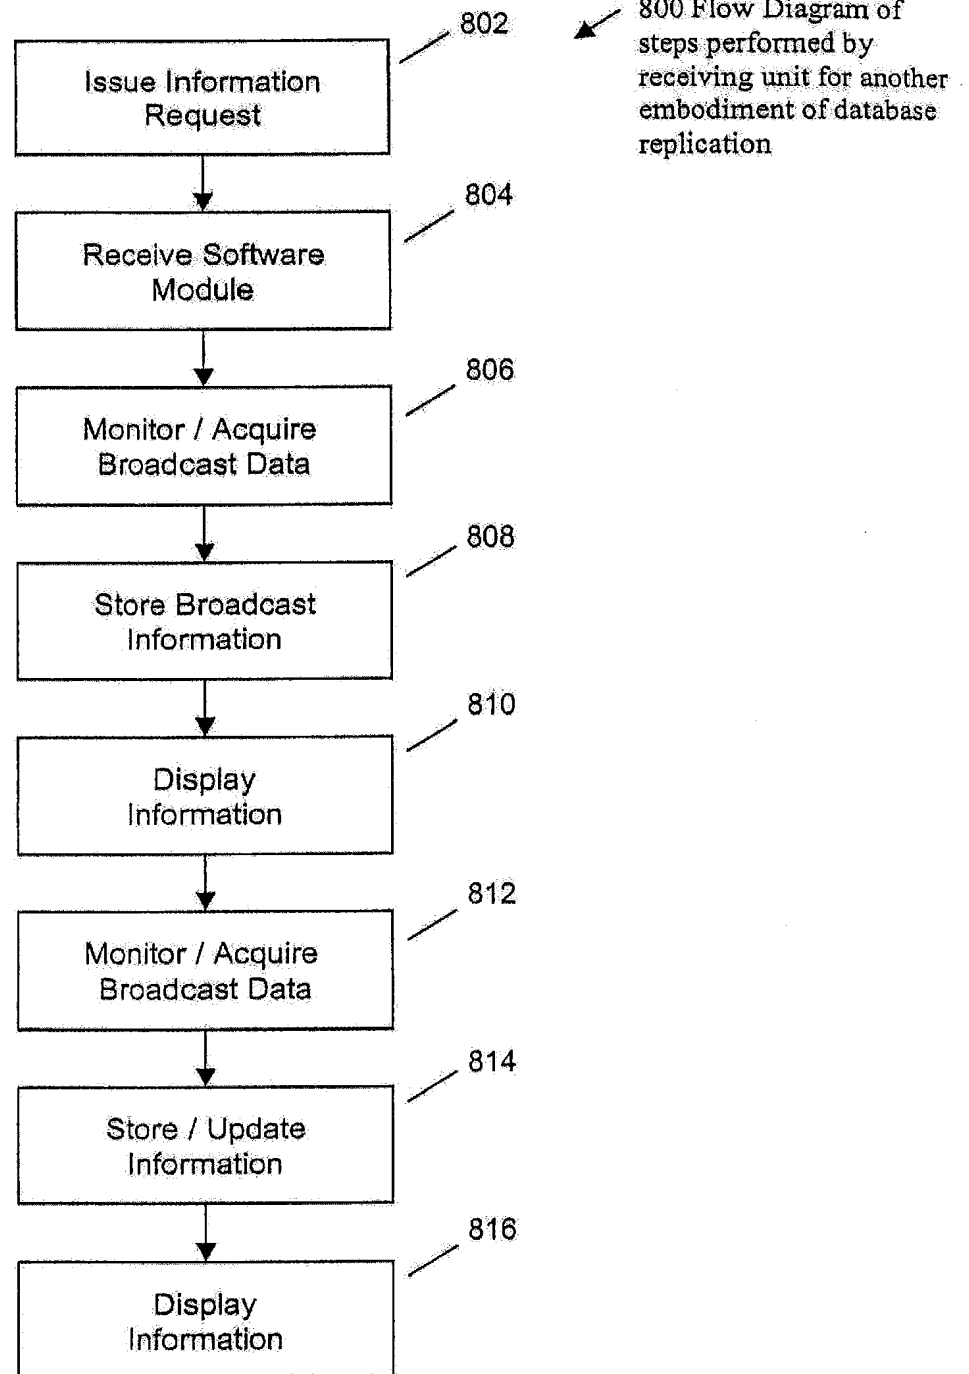 802
800 Flow Diagram of
steps performed by
receiving unit for another
embodiment of database
replication
Issue Information
Request
804
Receive Software
Module
806
Monitor / Acquire
Broadcast Data
808
Store Broadcast
Information
810
Display
Information
812
Monitor / Acquire
Broadcast Data
814
Store / Update
Information
816
Display
Information